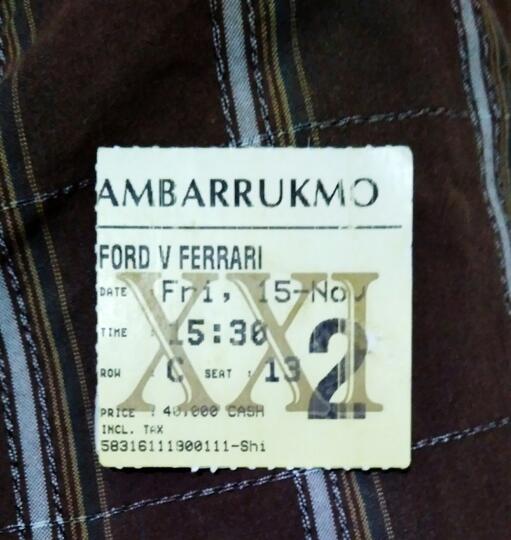 AMBARRUKMO
FORD V FERRARI
XXI
DATE : Fri, 15-Nov
TIME : 15:30
ROW : C SEAT : 13
2
PRICE : 40,000 CASH
INCL. TAX
58316111900111-Shi